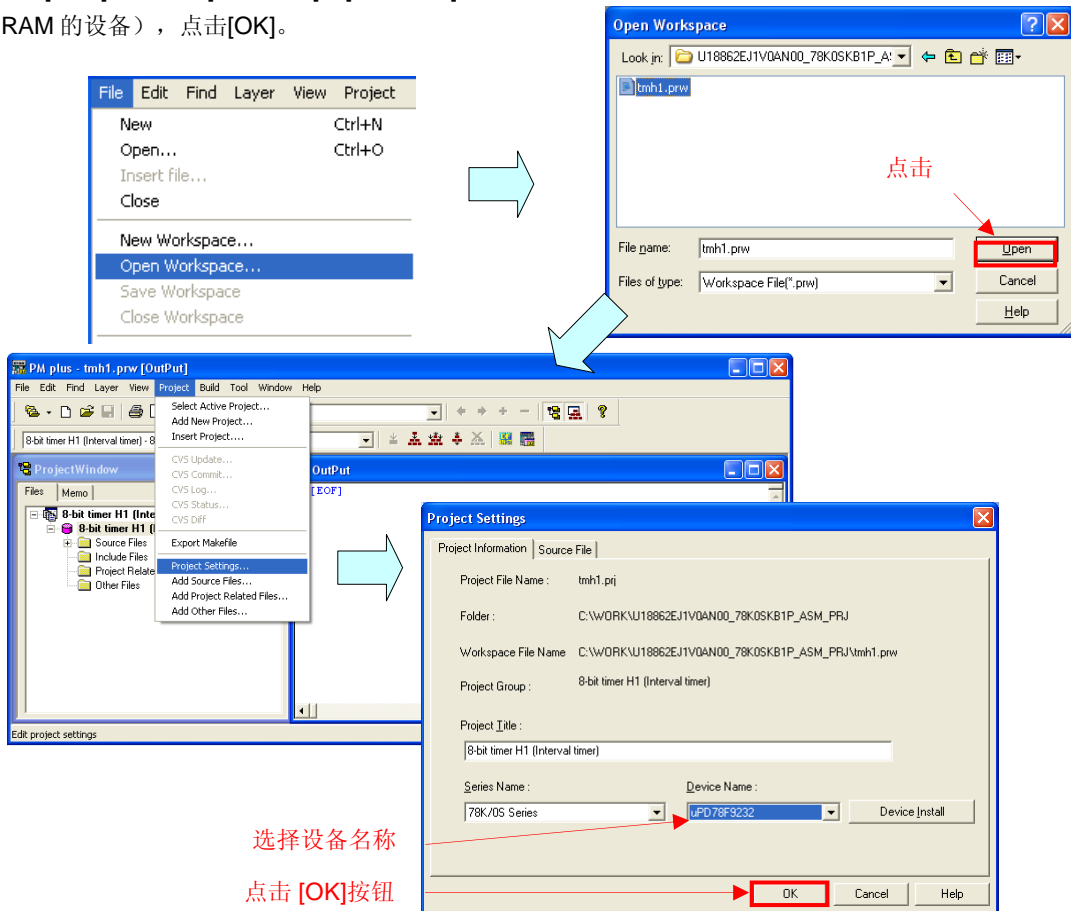 RAM 的设备），点击[OK]。
File Edit Find Layer View Project
New Ctrl+N
Open... Ctrl+O
Insert file...
Close
New Workspace...
Open Workspace...
Save Workspace
Close Workspace
Open Workspace
Look in: U18862EJ1V0AN00_78K0SKB1P_A
tmh1.prw
点击
File name: tmh1.prw Open
Files of type: Workspace File(*.prw) Cancel
Help
PM plus - tmh1.prw [OutPut]
File Edit Find Layer View Project Build Tool Window Help
Select Active Project...
Add New Project...
Insert Project....
CVS Update...
CVS Commit...
CVS Log...
CVS Status...
CVS Diff
Export Makefile
Project Settings...
Add Source Files...
Add Project Related Files...
Add Other Files...
8-bit timer H1 (Interval timer) - 8
ProjectWindow
Files Memo
8-bit timer H1 (Inte
8-bit timer H1 (
Source Files
Include Files
Project Relate
Other Files
OutPut
[EOF]
Edit project settings
Project Settings
Project Information Source File
Project File Name : tmh1.prj
Folder : C:\WORK\U18862EJ1V0AN00_78K0SKB1P_ASM_PRJ
Workspace File Name C:\WORK\U18862EJ1V0AN00_78K0SKB1P_ASM_PRJ\tmh1.prw
Project Group : 8-bit timer H1 (Interval timer)
Project Title :
8-bit timer H1 (Interval timer)
Series Name : Device Name :
78K/0S Series uPD78F9232 Device Install
选择设备名称
点击 [OK]按钮
OK Cancel Help